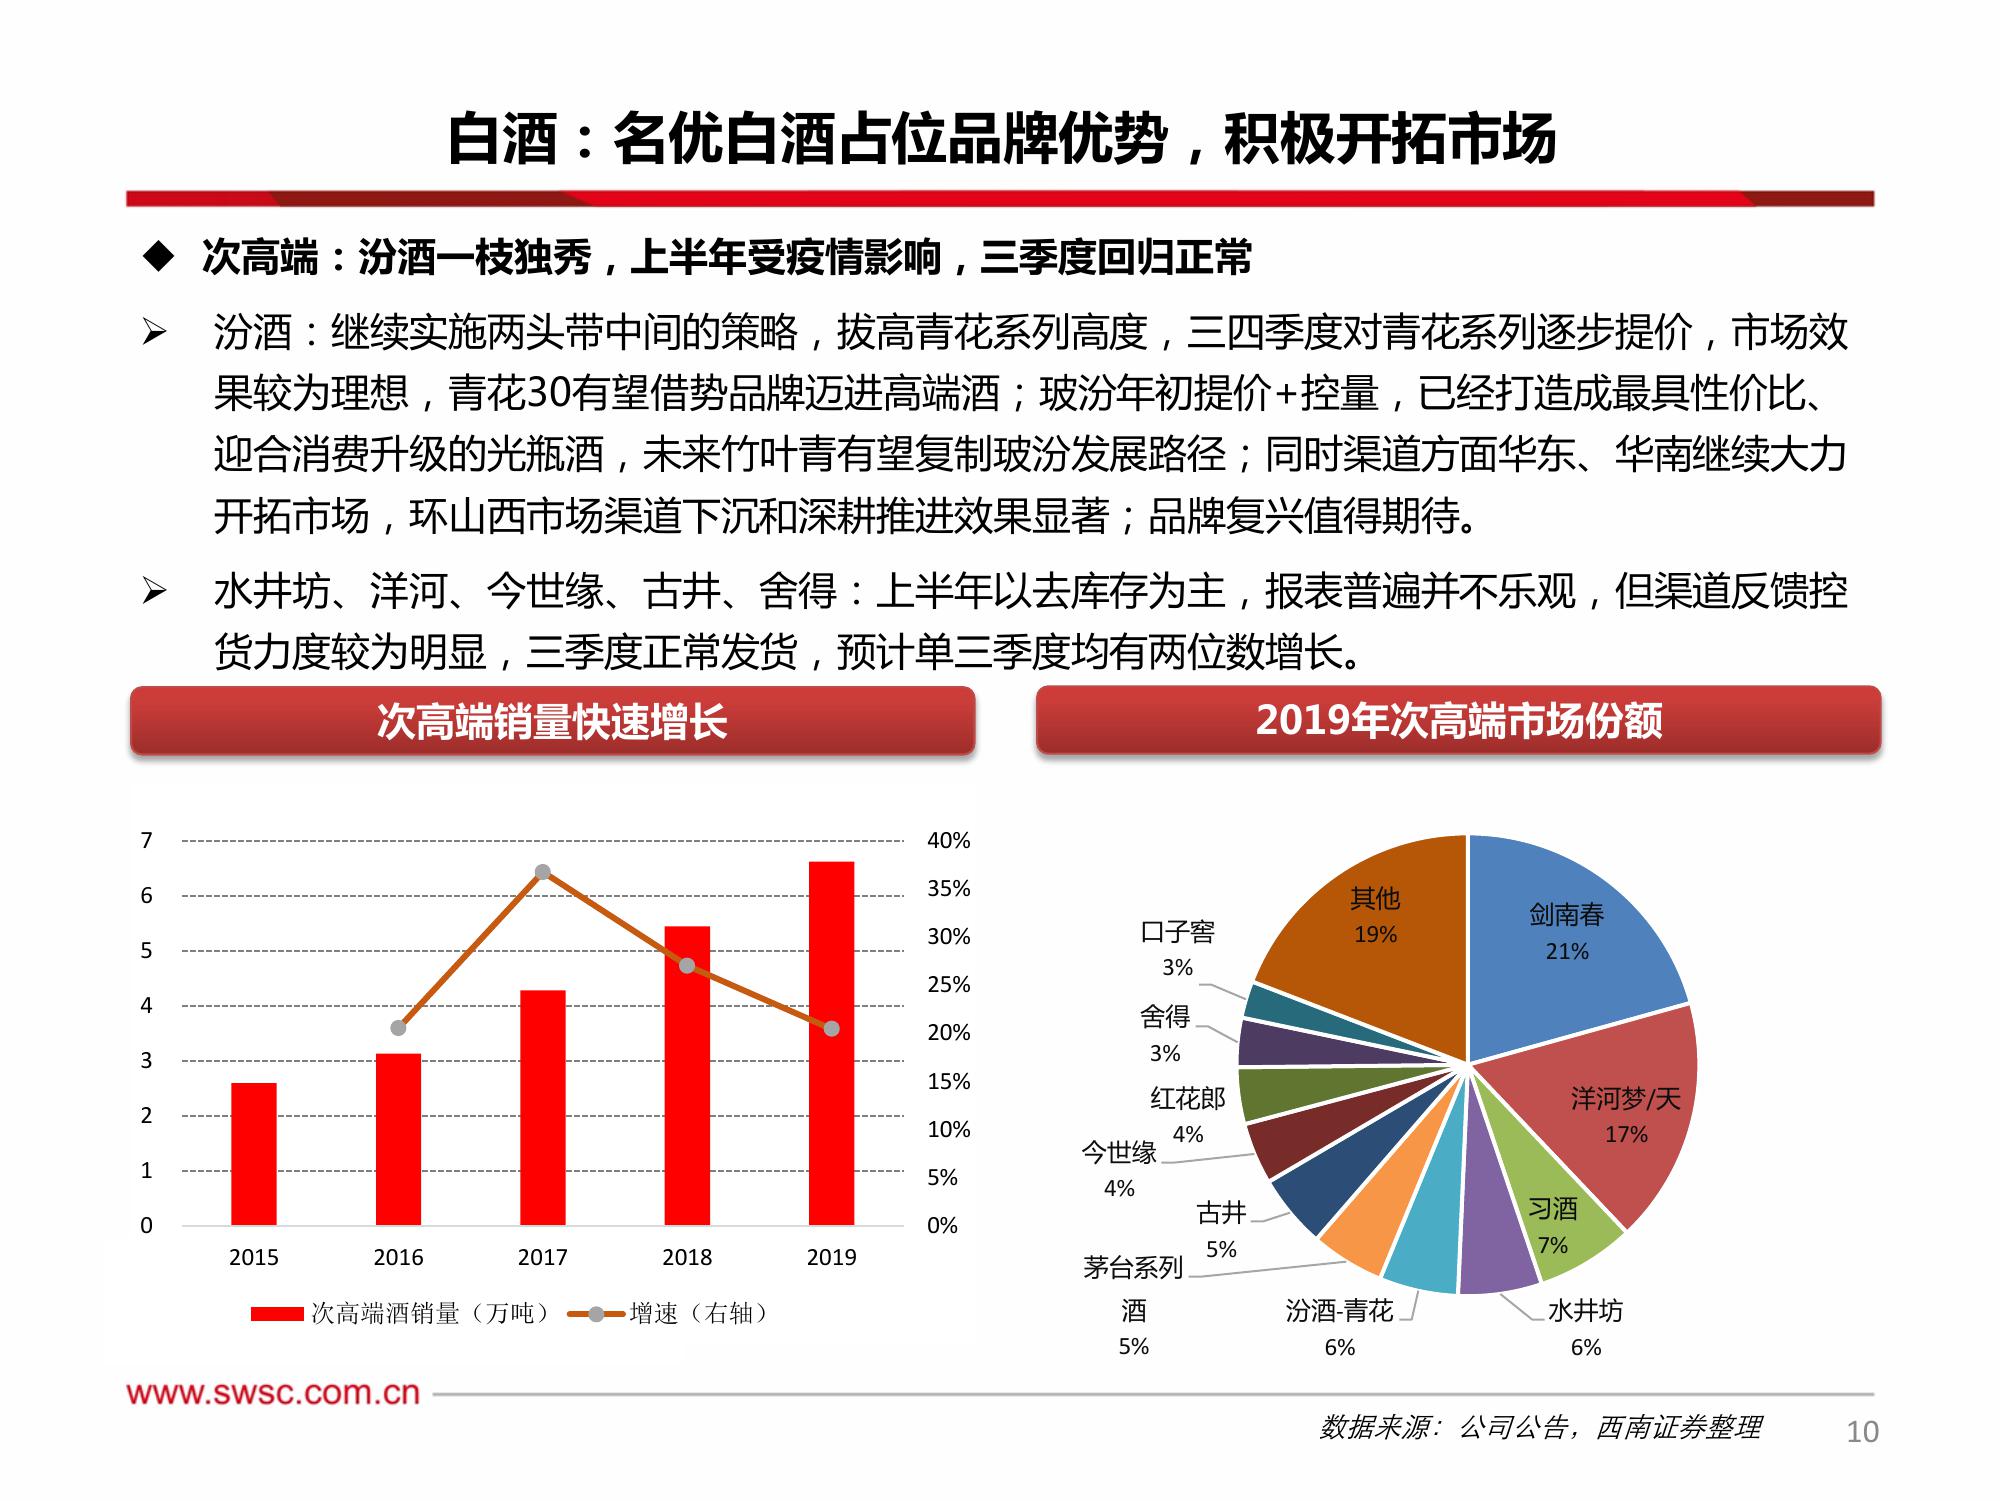 白酒：名优白酒占位品牌优势，积极开拓市场
◆ 次高端：汾酒一枝独秀，上半年受疫情影响，三季度回归正常
➢ 汾酒：继续实施两头带中间的策略，拔高青花系列高度，三四季度对青花系列逐步提价，市场效
果较为理想，青花30有望借势品牌迈进高端酒；玻汾年初提价+控量，已经打造成最具性价比、
迎合消费升级的光瓶酒，未来竹叶青有望复制玻汾发展路径；同时渠道方面华东、华南继续大力
开拓市场，环山西市场渠道下沉和深耕推进效果显著；品牌复兴值得期待。
➢ 水井坊、洋河、今世缘、古井、舍得：上半年以去库存为主，报表普遍并不乐观，但渠道反馈控
货力度较为明显，三季度正常发货，预计单三季度均有两位数增长。
次高端销量快速增长
7
6
5
4
3
2
1
0
40%
35%
30%
25%
20%
15%
10%
5%
0%
2015 2016 2017 2018 2019
次高端酒销量（万吨） 增速（右轴）
2019年次高端市场份额
剑南春
21%
洋河梦/天
17%
习酒
7%
水井坊
6%
汾酒-青花
6%
茅台系列
酒
5%
古井
5%
今世缘
4%
红花郎
4%
舍得
3%
口子窖
3%
其他
19%
www.swsc.com.cn
数据来源：公司公告，西南证券整理
10